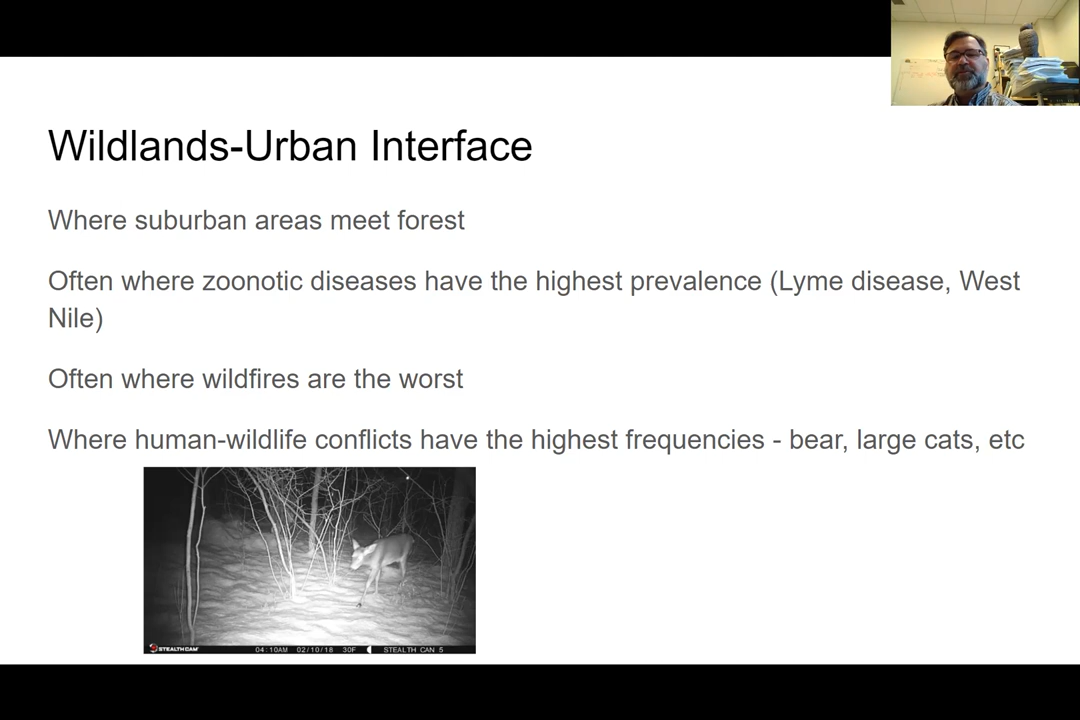 Wildlands-Urban Interface
Where suburban areas meet forest
Often where zoonotic diseases have the highest prevalence (Lyme disease, West
Nile)
Often where wildfires are the worst
Where human-wildlife conflicts have the highest frequencies - bear, large cats, etc
STEALTH CAM 04:10AM 02/10/18 30F STEALTH CAN 5